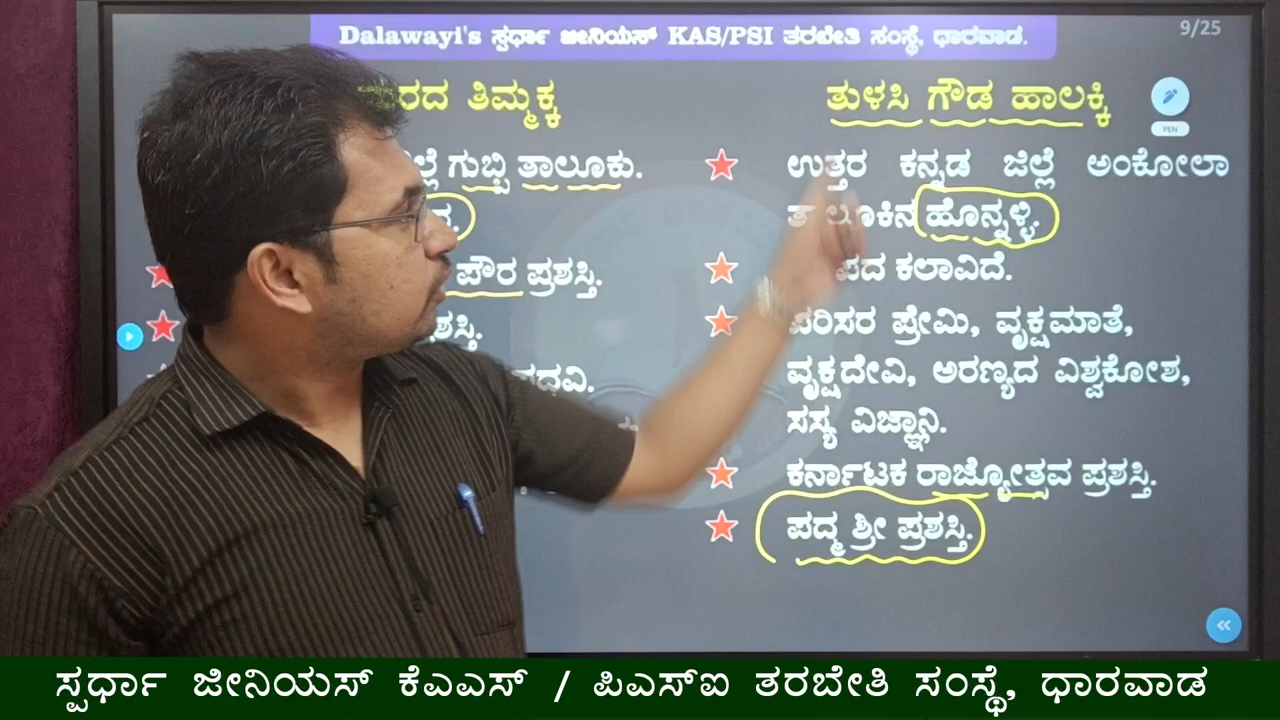 Dalawayi's ಸ್ಪರ್ಧಾ ಜೀನಿಯಸ್ KAS/PSI ತರಬೇತಿ ಸಂಸ್ಥೆ, ಧಾರವಾಡ.
9/25
ತಿಮ್ಮಕ್ಕ
ಗುಬ್ಬಿ ತಾಲೂಕು.
ಪೌರ ಪ್ರಶಸ್ತಿ.
ಪದವಿ.
ತುಳಸಿ ಗೌಡ ಹಾಲಕ್ಕಿ
PEN
ಉತ್ತರ ಕನ್ನಡ ಜಿಲ್ಲೆ ಅಂಕೋಲಾ
ಹೊನ್ನಳ್ಳಿ.
ಕಲಾವಿದೆ.
ಪರಿಸರ ಪ್ರೇಮಿ, ವೃಕ್ಷಮಾತೆ,
ವೃಕ್ಷದೇವಿ, ಅರಣ್ಯದ ವಿಶ್ವಕೋಶ,
ಸಸ್ಯ ವಿಜ್ಞಾನಿ.
ಕರ್ನಾಟಕ ರಾಜ್ಯೋತ್ಸವ ಪ್ರಶಸ್ತಿ.
ಪದ್ಮ ಶ್ರೀ ಪ್ರಶಸ್ತಿ.
ಸ್ಪರ್ಧಾ ಜೀನಿಯಸ್ ಕೆಎಎಸ್ / ಪಿಎಸ್ಐ ತರಬೇತಿ ಸಂಸ್ಥೆ, ಧಾರವಾಡ